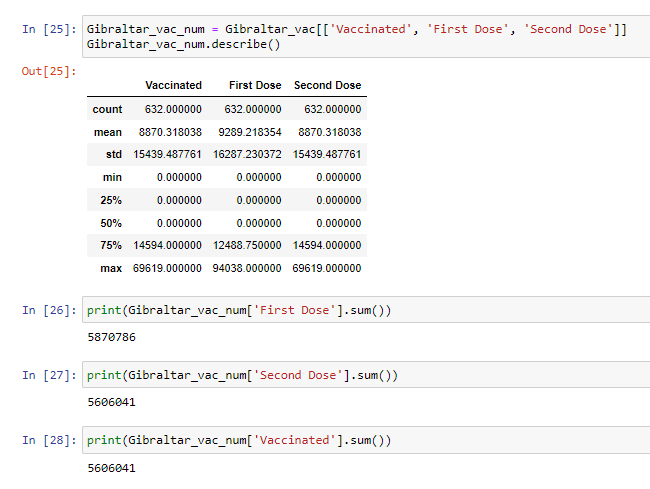 In [25]: Gibraltar_vac_num = Gibraltar_vac[['Vaccinated', 'First Dose', 'Second Dose']]
Gibraltar_vac_num.describe()
Out[25]:
Vaccinated First Dose Second Dose
count 632.000000 632.000000 632.000000
mean 8870.318038 9289.218354 8870.318038
std 15439.487761 16287.230372 15439.487761
min 0.000000 0.000000 0.000000
25% 0.000000 0.000000 0.000000
50% 0.000000 0.000000 0.000000
75% 14594.000000 12488.750000 14594.000000
max 69619.000000 94038.000000 69619.000000
In [26]: print(Gibraltar_vac_num['First Dose'].sum())
5870786
In [27]: print(Gibraltar_vac_num['Second Dose'].sum())
5606041
In [28]: print(Gibraltar_vac_num['Vaccinated'].sum())
5606041